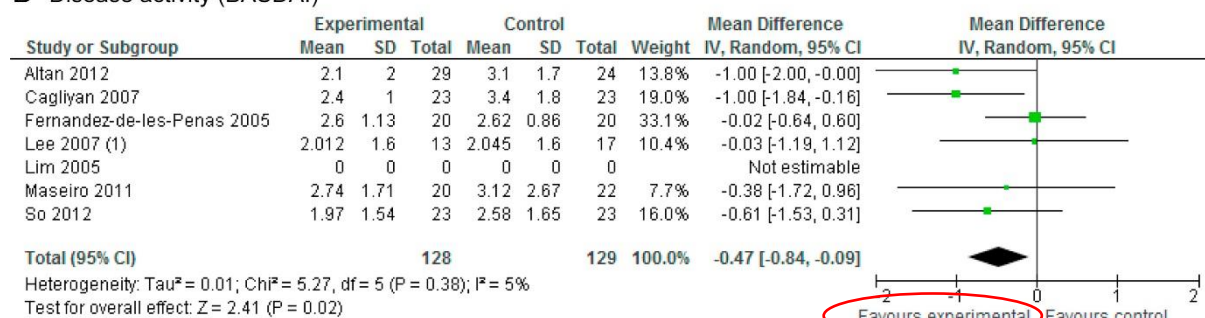 Disease activity (BASDAI)
Experimental Control Mean Difference Mean Difference
Study or Subgroup Mean SD Total Mean SD Total Weight IV, Random, 95% CI IV, Random, 95% CI
Altan 2012 2.1 2 29 3.1 1.7 24 13.8% -1.00 [-2.00, -0.00]
Cagliyan 2007 2.4 1 23 3.4 1.8 23 19.0% -1.00 [-1.84, -0.16]
Fernandez-de-les-Penas 2005 2.6 1.13 20 2.62 0.86 20 33.1% -0.02 [-0.64, 0.60]
Lee 2007 (1) 2.012 1.6 13 2.045 1.6 17 10.4% -0.03 [-1.19, 1.12]
Lim 2005 0 0 0 0 0 0 Not estimable
Maseiro 2011 2.74 1.71 20 3.12 2.67 22 7.7% -0.38 [-1.72, 0.96]
So 2012 1.97 1.54 23 2.58 1.65 23 16.0% -0.61 [-1.53, 0.31]
Total (95% CI) 128 129 100.0% -0.47 [-0.84, -0.09]
Heterogeneity: Tau² = 0.01; Chi² = 5.27, df = 5 (P = 0.38); I² = 5%
Test for overall effect: Z = 2.41 (P = 0.02)
-2 -1 0 1 2
Favours experimental Favours control